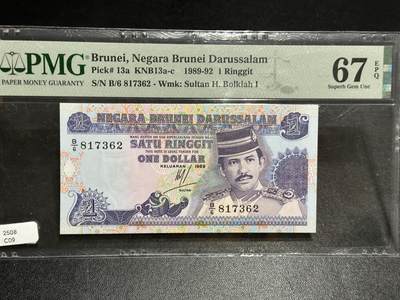 PMG
PAPER MONEY GUARANTY
Brunei, Negara Brunei Darussalam
Pick# 13a KNB13a-c 1989-92 1 Ringgit
S/N B/6 817362 - Wmk: Sultan H. Bolkiah I
67 EPQ
Superb Gem Unc
NEGARA BRUNEI DARUSSALAM
1
B/6 817362
SATU RINGGIT
ONE DOLLAR
KELUARAN 1989
1
B/6 817362
2508
C09